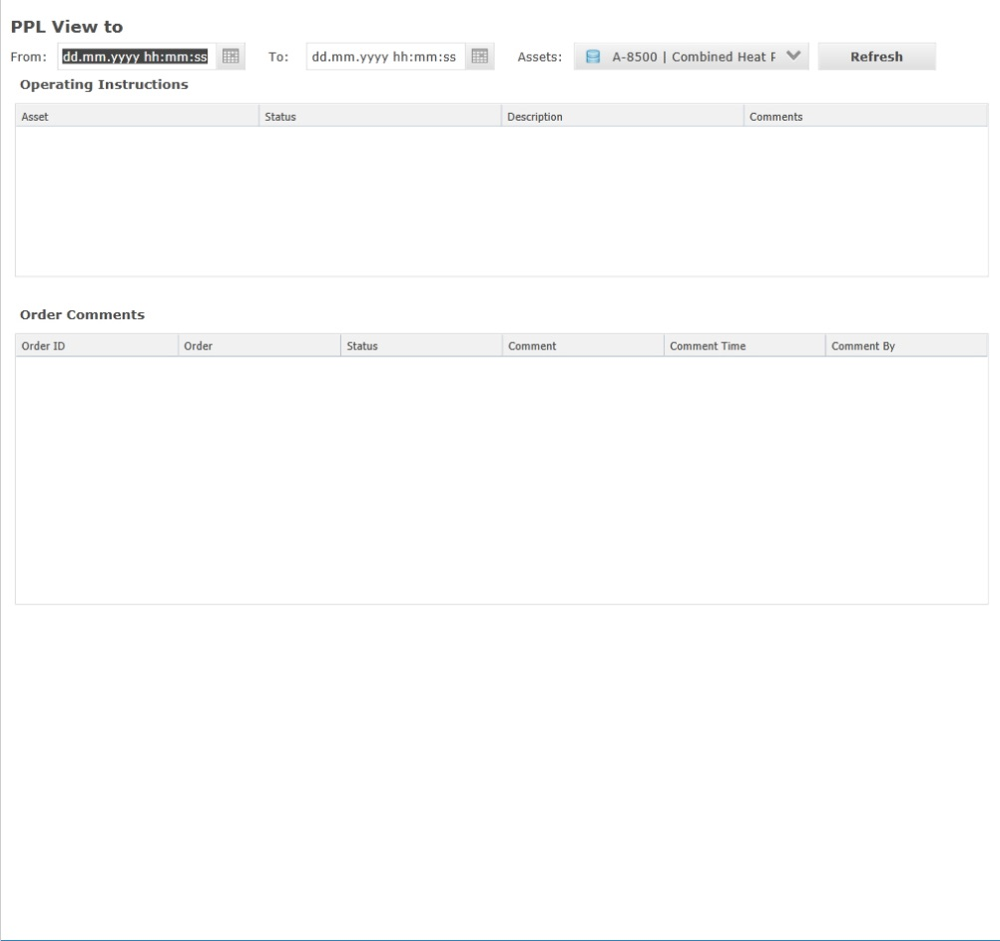 PPL View to
From: dd.mm.yyyy hh:mm:ss To: dd.mm.yyyy hh:mm:ss Assets: A-8500 | Combined Heat Refresh
Operating Instructions
Asset Status Description Comments
Order Comments
Order ID Order Status Comment Comment Time Comment By